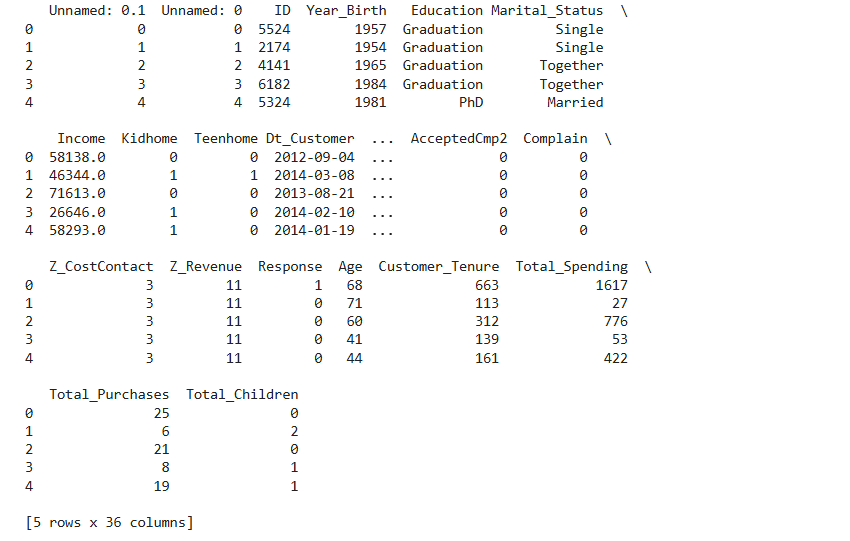 Unnamed: 0.1  Unnamed: 0    ID  Year_Birth   Education Marital_Status  \
0             0           0  5524        1957  Graduation         Single
1             1           1  2174        1954  Graduation         Single
2             2           2  4141        1965  Graduation       Together
3             3           3  6182        1984  Graduation       Together
4             4           4  5324        1981         PhD        Married

    Income  Kidhome  Teenhome Dt_Customer  ...  AcceptedCmp2  Complain  \
0  58138.0        0         0  2012-09-04  ...             0         0
1  46344.0        1         1  2014-03-08  ...             0         0
2  71613.0        0         0  2013-08-21  ...             0         0
3  26646.0        1         0  2014-02-10  ...             0         0
4  58293.0        1         0  2014-01-19  ...             0         0

   Z_CostContact  Z_Revenue  Response  Age  Customer_Tenure  Total_Spending  \
0              3         11         1   68              663            1617
1              3         11         0   71              113              27
2              3         11         0   60              312             776
3              3         11         0   41              139              53
4              3         11         0   44              161             422

   Total_Purchases  Total_Children
0               25               0
1                6               2
2               21               0
3                8               1
4               19               1

[5 rows x 36 columns]